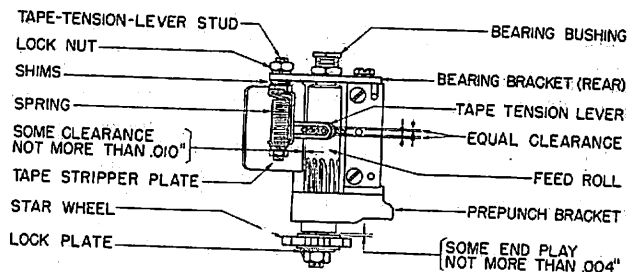 TAPE-TENSION-LEVER STUD
LOCK NUT
SHIMS
SPRING
SOME CLEARANCE
NOT MORE THAN .010"
TAPE STRIPPER PLATE
STAR WHEEL
LOCK PLATE
BEARING BUSHING
BEARING BRACKET (REAR)
TAPE TENSION LEVER
EQUAL CLEARANCE
FEED ROLL
PREPUNCH BRACKET
SOME END PLAY
NOT MORE THAN .004"